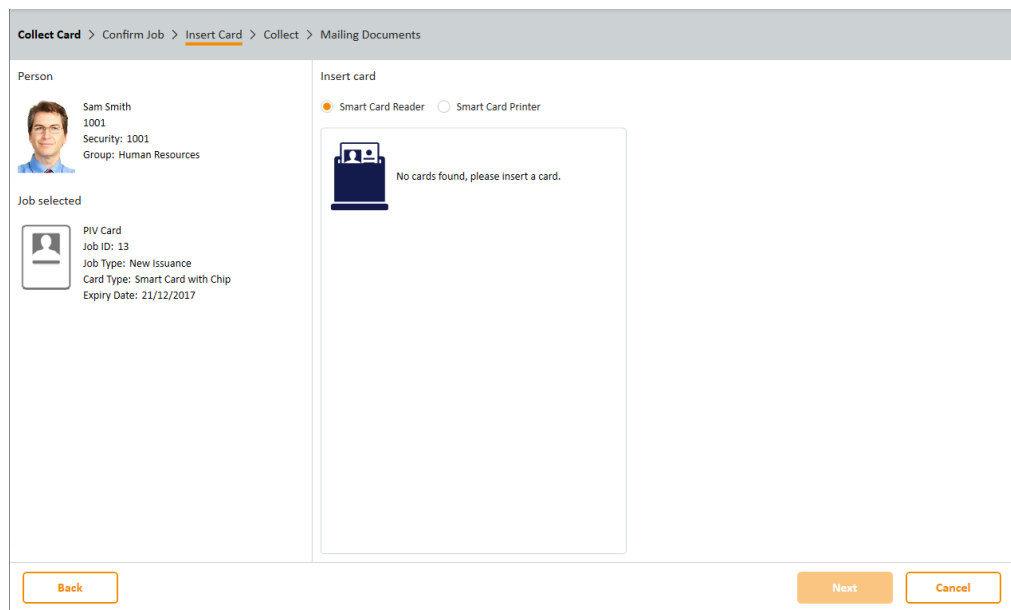 Collect Card > Confirm Job > Insert Card > Collect > Mailing Documents
Person
Sam Smith
1001
Security: 1001
Group: Human Resources
Job selected
PIV Card
Job ID: 13
Job Type: New Issuance
Card Type: Smart Card with Chip
Expiry Date: 21/12/2017
Insert card
Smart Card Reader
Smart Card Printer
No cards found, please insert a card.
Back
Next
Cancel